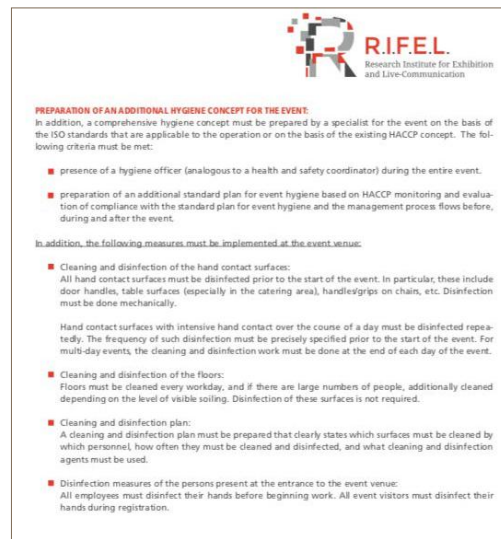 R.I.F.E.L.
Research Institute for Exhibition
and Live-Communication
PREPARATION OF AN ADDITIONAL HYGIENE CONCEPT FOR THE EVENT:
In addition, a comprehensive hygiene concept must be prepared by a specialist for the event on the basis of
the ISO standards that are applicable to the operation or on the basis of the existing HACCP concept. The fol-
lowing criteria must be met:
presence of a hygiene officer (analogous to a health and safety coordinator) during the entire event.
preparation of an additional standard plan for event hygiene based on HACCP monitoring and evalua-
tion of compliance with the standard plan for event hygiene and the management process flows before,
during and after the event.
In addition, the following measures must be implemented at the event venue:
Cleaning and disinfection of the hand contact surfaces:
All hand contact surfaces must be disinfected prior to the start of the event. In particular, these include
door handles, table surfaces (especially in the catering area), handles/grips on chairs, etc. Disinfection
must be done mechanically.
Hand contact surfaces with intensive hand contact over the course of a day must be disinfected repea-
tedly. The frequency of such disinfection must be precisely specified prior to the start of the event. For
multi-day events, the cleaning and disinfection work must be done at the end of each day of the event.
Cleaning and disinfection of the floors:
Floors must be cleaned every workday, and if there are large numbers of people, additionally cleaned
depending on the level of visible soiling. Disinfection of these surfaces is not required.
Cleaning and disinfection plan:
A cleaning and disinfection plan must be prepared that clearly states which surfaces must be cleaned by
which personnel, how often they must be cleaned and disinfected, and what cleaning and disinfection
agents must be used.
Disinfection measures of the persons present at the entrance to the event venue:
All employees must disinfect their hands before beginning work. All event visitors must disinfect their
hands during registration.